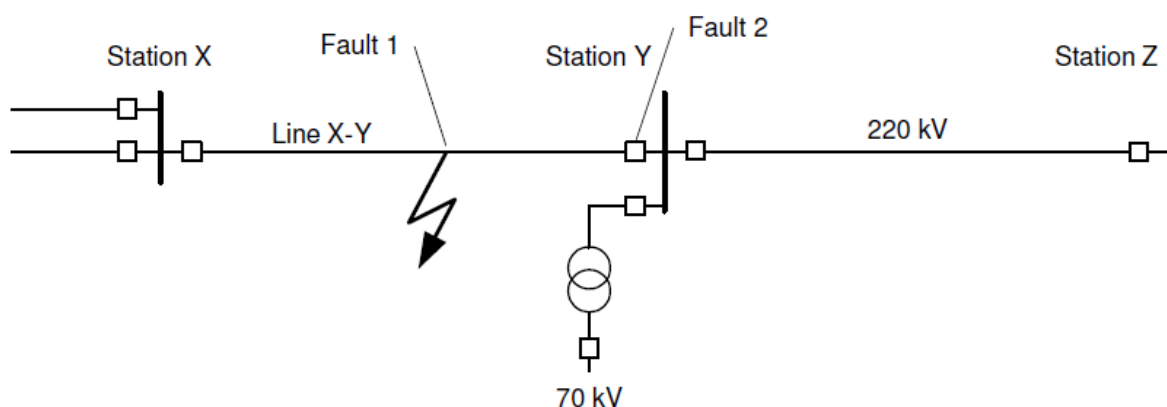 Fault 2
Fault 1
Station X
Station Y
Station Z
Line X-Y
220 kV
70 kV